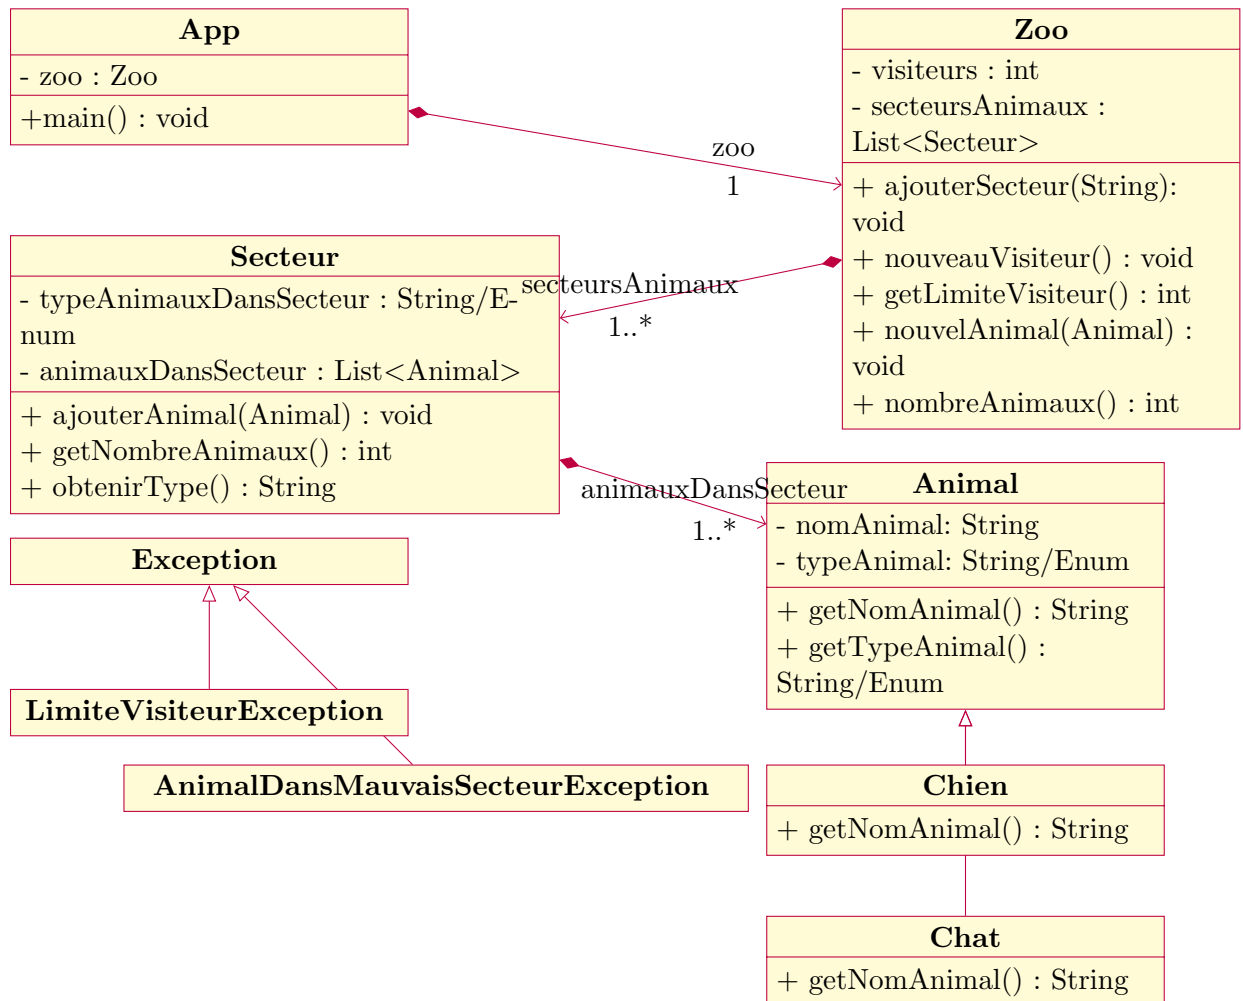 App
- zoo : Zoo
+main() : void
Zoo
- visiteurs : int
- secteursAnimaux :
List<Secteur>
+ ajouterSecteur(String):
void
+ nouveauVisiteur() : void
+ getLimiteVisiteur() : int
+ nouvelAnimal(Animal) :
void
+ nombreAnimaux() : int
zoo
1
Secteur
- typeAnimauxDansSecteur : String/E-
num
- animauxDansSecteur : List<Animal>
+ ajouterAnimal(Animal) : void
+ getNombreAnimaux() : int
+ obtenirType() : String
secteursAnimaux
1..*
animauxDansSecteur
1..*
Animal
- nomAnimal: String
- typeAnimal: String/Enum
+ getNomAnimal() : String
+ getTypeAnimal() :
String/Enum
Exception
LimiteVisiteurException
AnimalDansMauvaisSecteurException
Chien
+ getNomAnimal() : String
Chat
+ getNomAnimal() : String